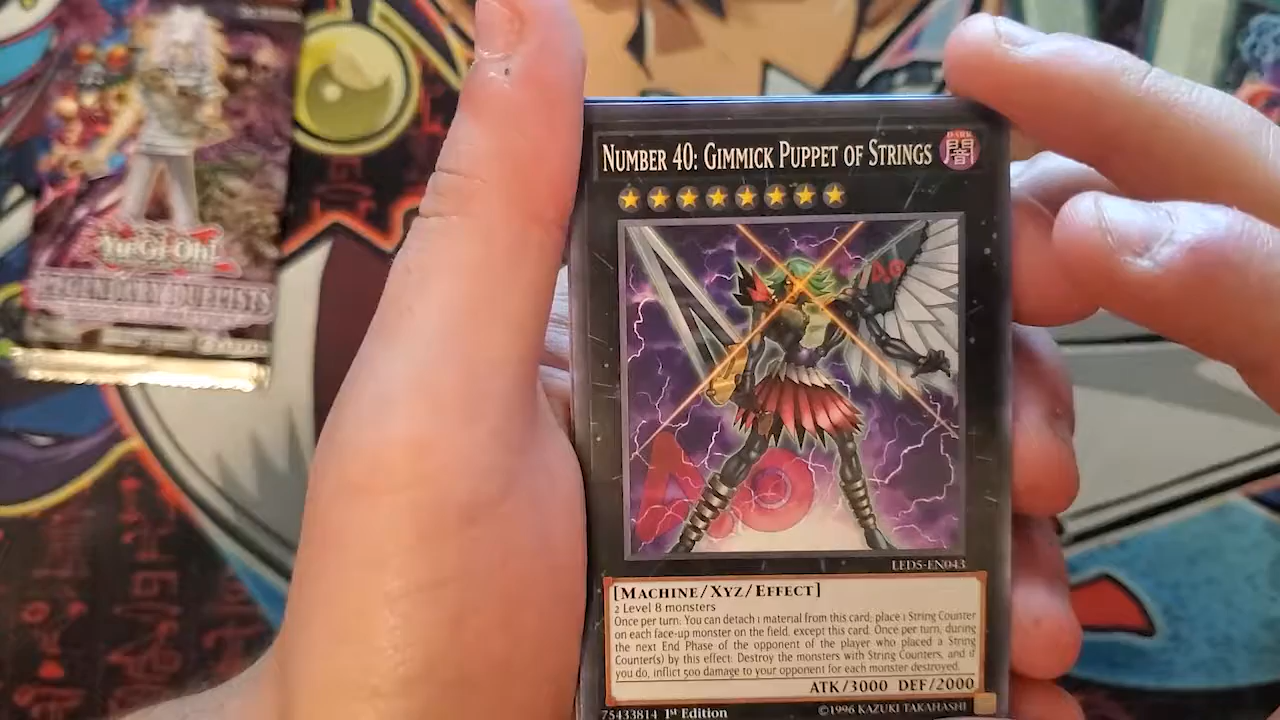 Yu-Gi-Oh!
LEGENDARY DUELISTS
NUMBER 40: GIMMICK PUPPET OF STRINGS
DARK
闇
40
40
LED5-EN043
[MACHINE/XYZ/EFFECT]
2 Level 8 monsters
Once per turn: You can detach 1 material from this card; place 1 String Counter
on each face-up monster on the field, except this card. Once per turn, during
the next End Phase of the opponent of the player who placed a String
Counter(s) by this effect: Destroy the monsters with String Counters, and if
you do, inflict 500 damage to your opponent for each monster destroyed.
ATK/3000 DEF/2000
75433814 1st Edition
©1996 KAZUKI TAKAHASHI